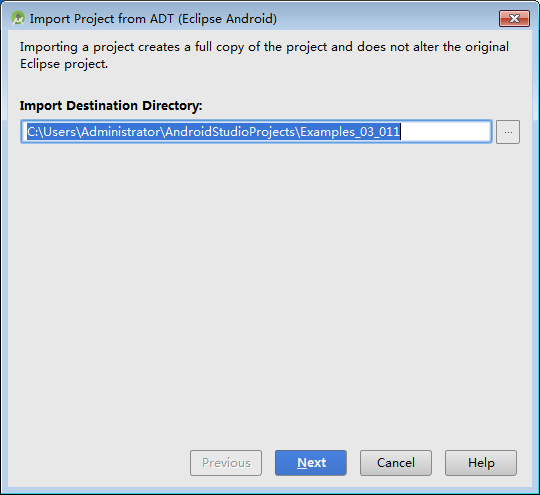 Import Project from ADT (Eclipse Android)
Importing a project creates a full copy of the project and does not alter the original
Eclipse project.
Import Destination Directory:
C:\Users\Administrator\AndroidStudioProjects\Examples_03_011
...
Previous
Next
Cancel
Help